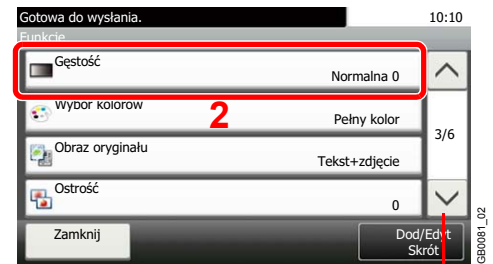 Gotowa do wysłania.
10:10
Funkcje
Gęstość
Normalna 0
Wybór kolorów
2
Pełny kolor
3/6
Obraz oryginału
Tekst+zdjęcie
Ostrość
0
Zamknij
Dod/Edyt
Skrót
GB0081_02